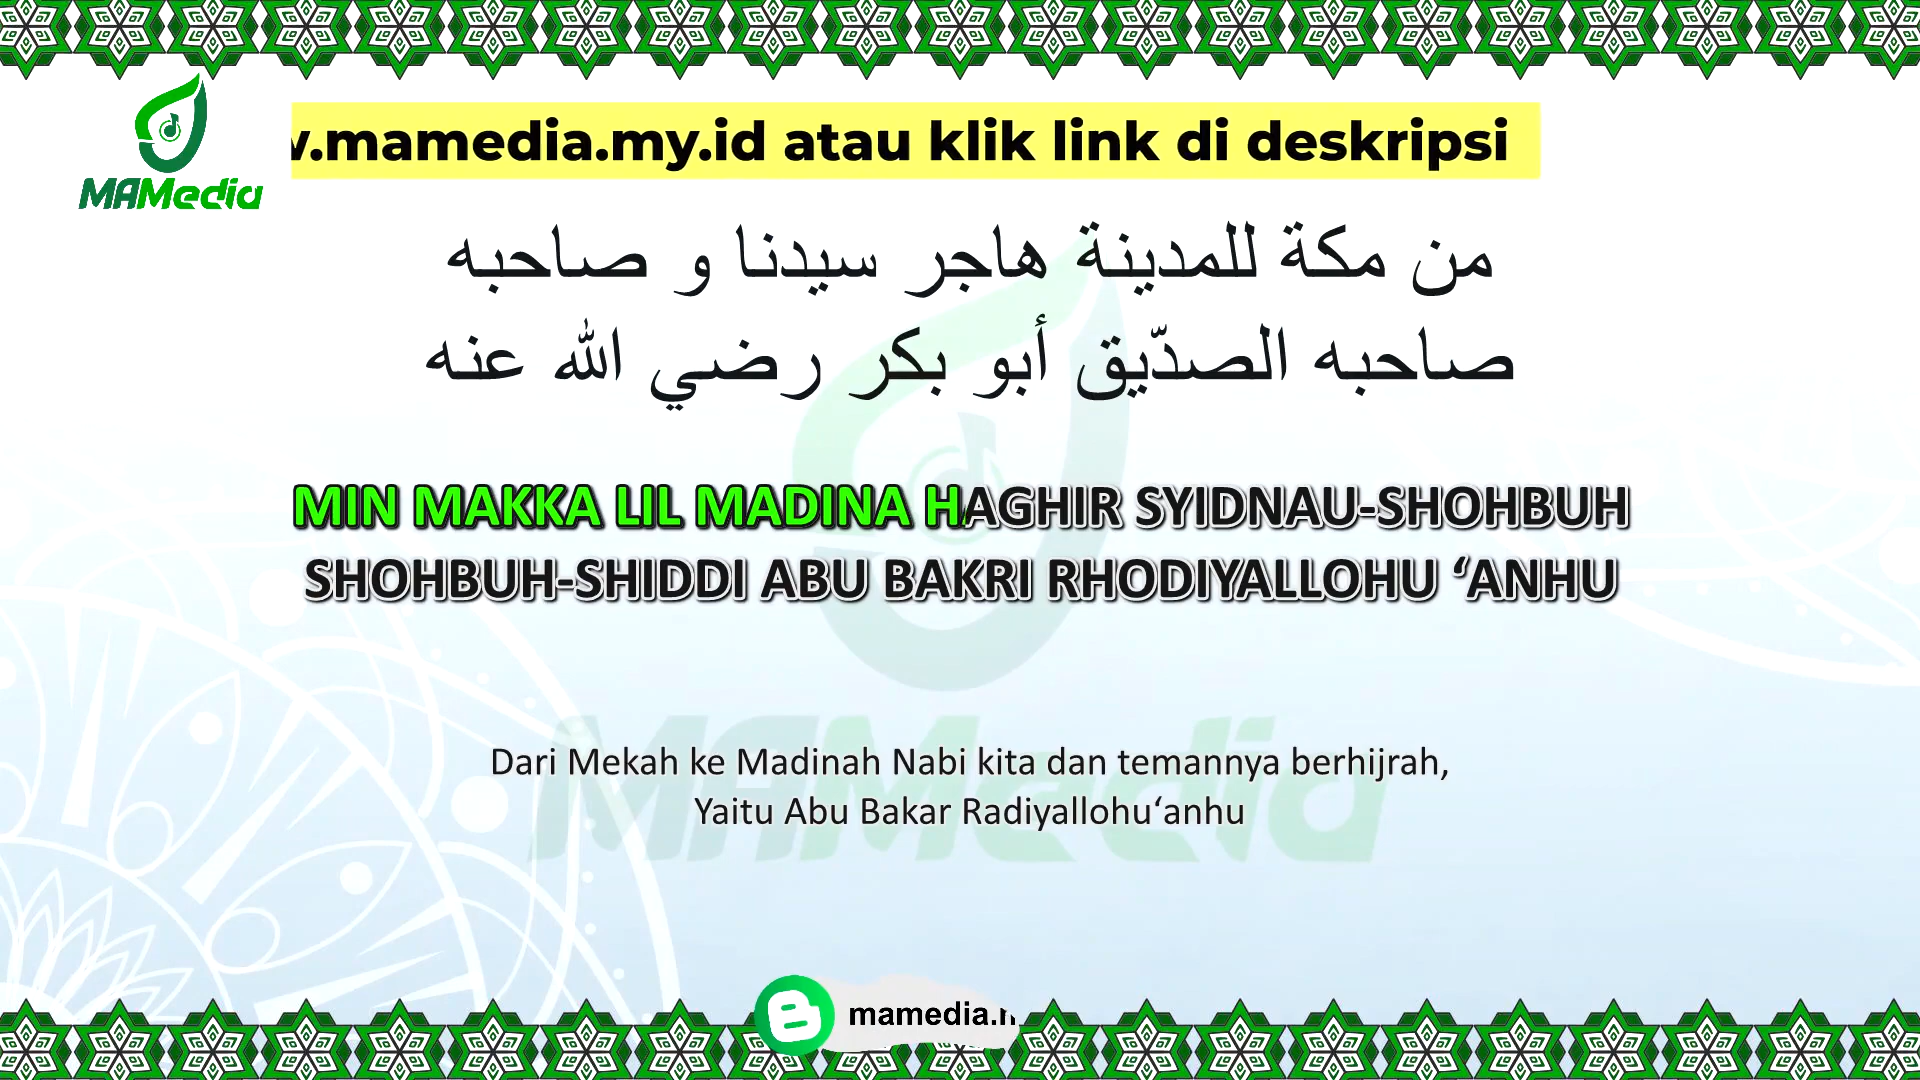 MAMedia
.mamedia.my.id atau klik link di deskripsi
من مكة للمدينة هاجر سيدنا و صاحبه
صاحبه الصدّيق أبو بكر رضي الله عنه
MIN MAKKA LIL MADINA HAGHIR SYIDNAU-SHOHBUH
SHOHBUH-SHIDDI ABU BAKRI RHODIYALLOHU ‘ANHU
MAMedia
Dari Mekah ke Madinah Nabi kita dan temannya berhijrah,
Yaitu Abu Bakar Radiyallohu‘anhu
mamedia.